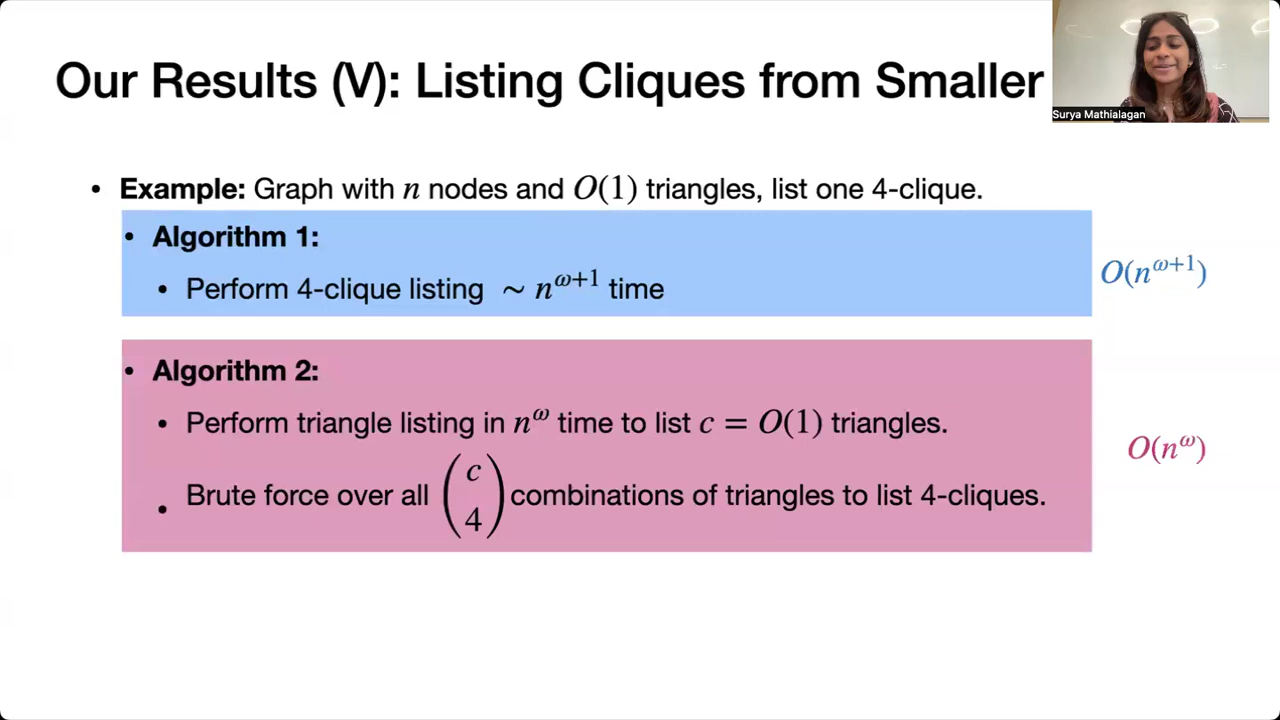 Our Results (V): Listing Cliques from Smaller
Surya Mathialagan
• Example: Graph with n nodes and O(1) triangles, list one 4-clique.
• Algorithm 1:
• Perform 4-clique listing ∼ n^{ω+1} time
O(n^{ω+1})
• Algorithm 2:
• Perform triangle listing in n^ω time to list c = O(1) triangles.
O(n^ω)
• Brute force over all (c 4) combinations of triangles to list 4-cliques.